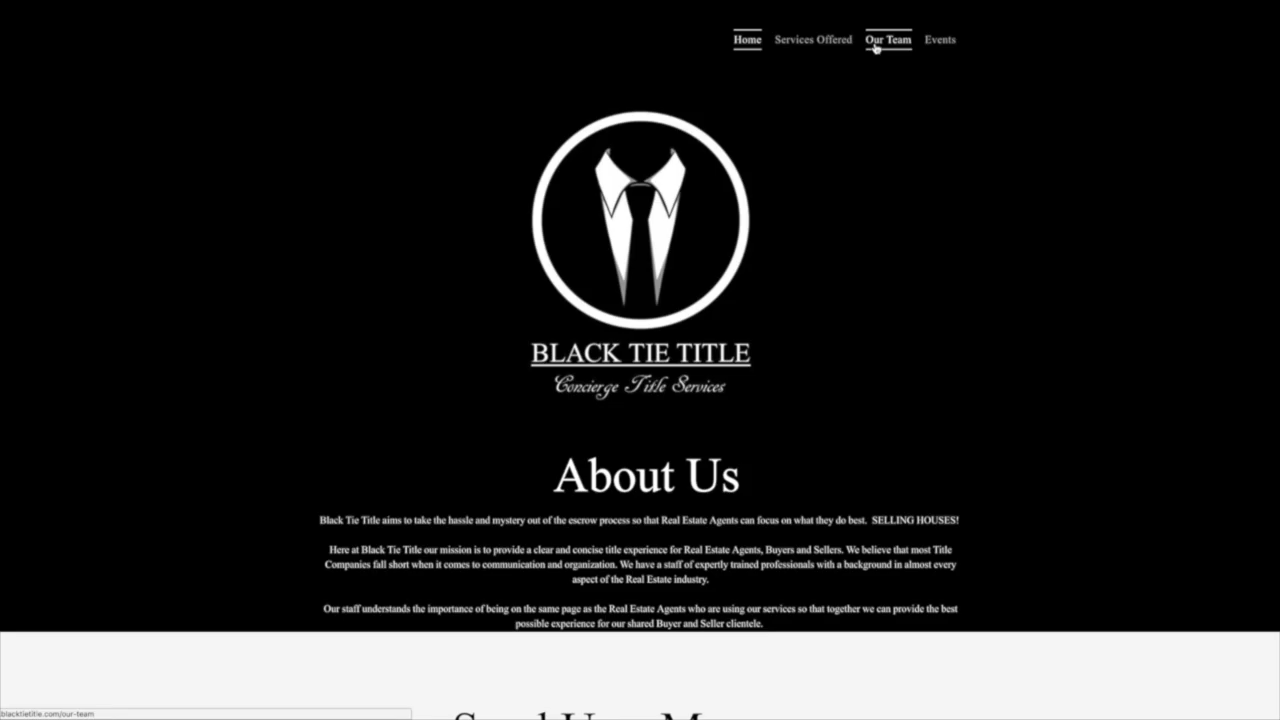 Home Services Offered Our Team Events
BLACK TIE TITLE
Concierge Title Services
About Us
Black Tie Title aims to take the hassle and mystery out of the escrow process so that Real Estate Agents can focus on what they do best. SELLING HOUSES!
Here at Black Tie Title our mission is to provide a clear and concise title experience for Real Estate Agents, Buyers and Sellers. We believe that most Title
Companies fall short when it comes to communication and organization. We have a staff of expertly trained professionals with a background in almost every
aspect of the Real Estate industry.
Our staff understands the importance of being on the same page as the Real Estate Agents who are using our services so that together we can provide the best
possible experience for our shared Buyer and Seller clientele.
blacktietitle.com/our-team